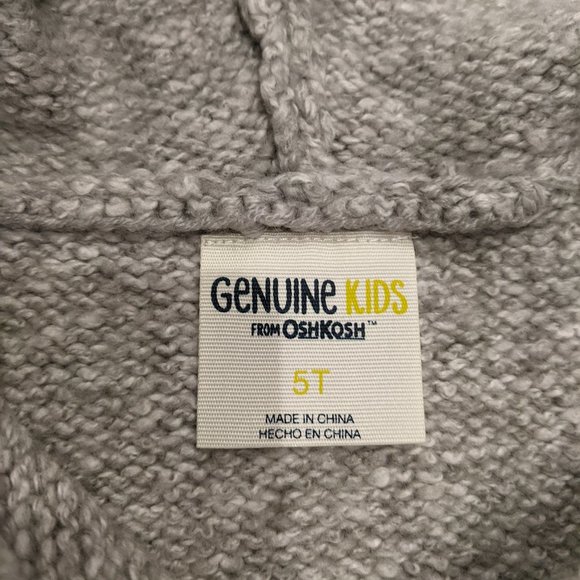 GENUINE KIDS
FROM OSHKOSH™
5T
MADE IN CHINA
HECHO EN CHINA